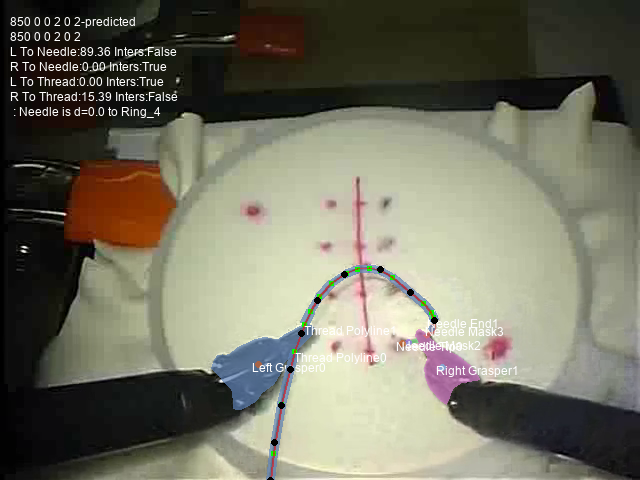 850 0 0 2 0 2-predicted
850 0 0 2 0 2
L To Needle:89.36 Inters:False
R To Needle:0.00 Inters:True
L To Thread:0.00 Inters:True
R To Thread:15.39 Inters:False
: Needle is d=0.0 to Ring_4
Needle End1
Thread Polyline
Needle Mask3
Needle
Mask2
Thread Polyline0
Left Grasper0
Right Grasper1